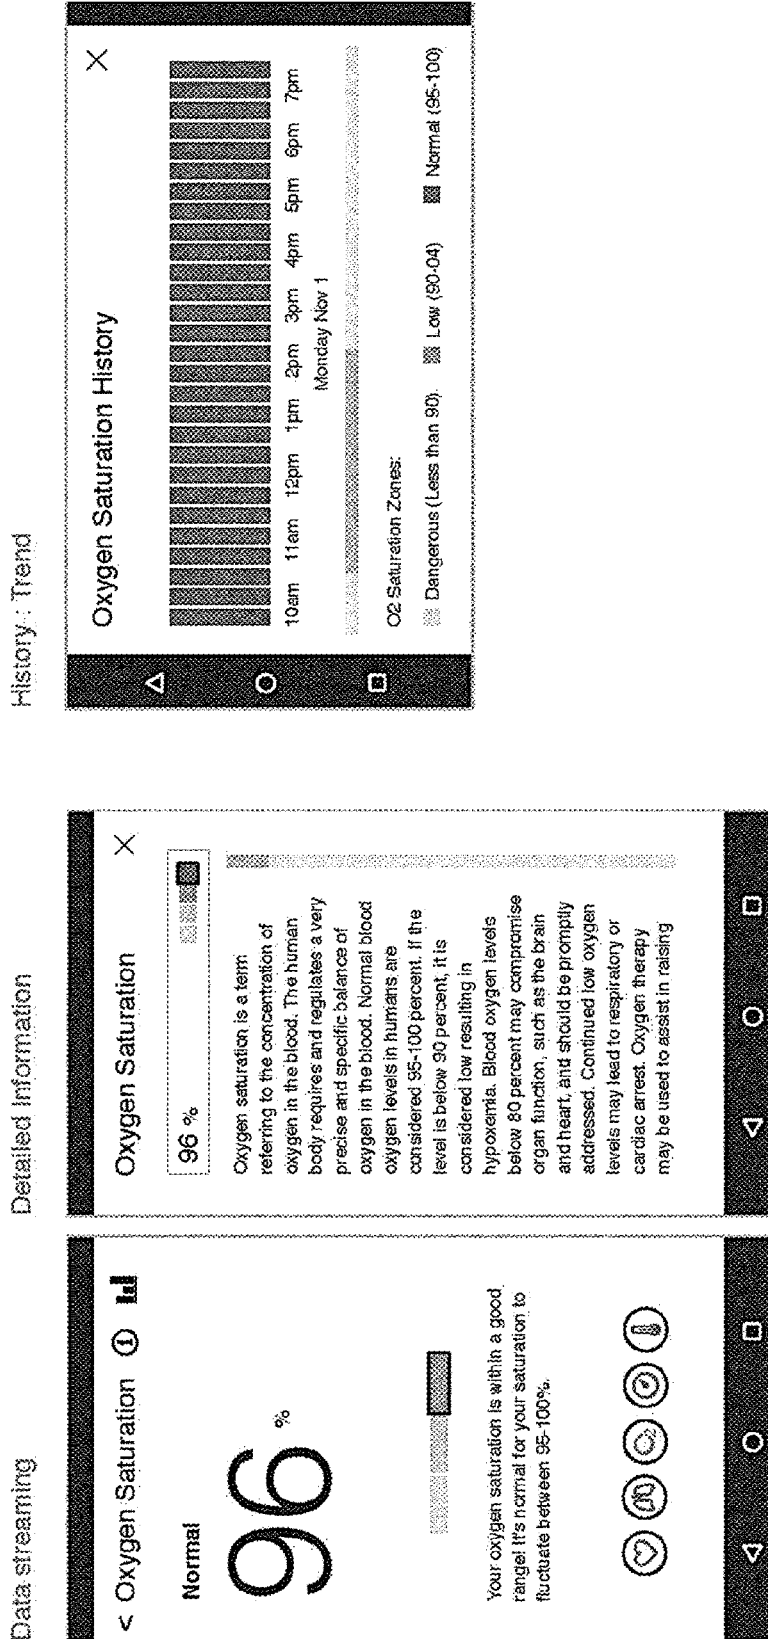 Data streaming
< Oxygen Saturation
Normal
96 %
Your oxygen saturation is within a good
range! It's normal for your saturation to
fluctuate between 95-100%.
O2
Detailed Information
Oxygen Saturation
96 %
Oxygen saturation is a term
referring to the concentration of
oxygen in the blood. The human
body requires and regulates a very
precise and specific balance of
oxygen in the blood. Normal blood
oxygen levels in humans are
considered 95-100 percent. If the
level is below 90 percent, it is
considered low resulting in
hypoxemia. Blood oxygen levels
below 80 percent may compromise
organ function, such as the brain
and heart, and should be promptly
addressed. Continued low oxygen
levels may lead to respiratory or
cardiac arrest. Oxygen therapy
may be used to assist in raising
History : Trend
Oxygen Saturation History
10am 11am 12pm 1pm 2pm 3pm 4pm 5pm 6pm 7pm
Monday Nov 1
O2 Saturation Zones:
Dangerous (Less than 90) Low (90-04) Normal (95-100)